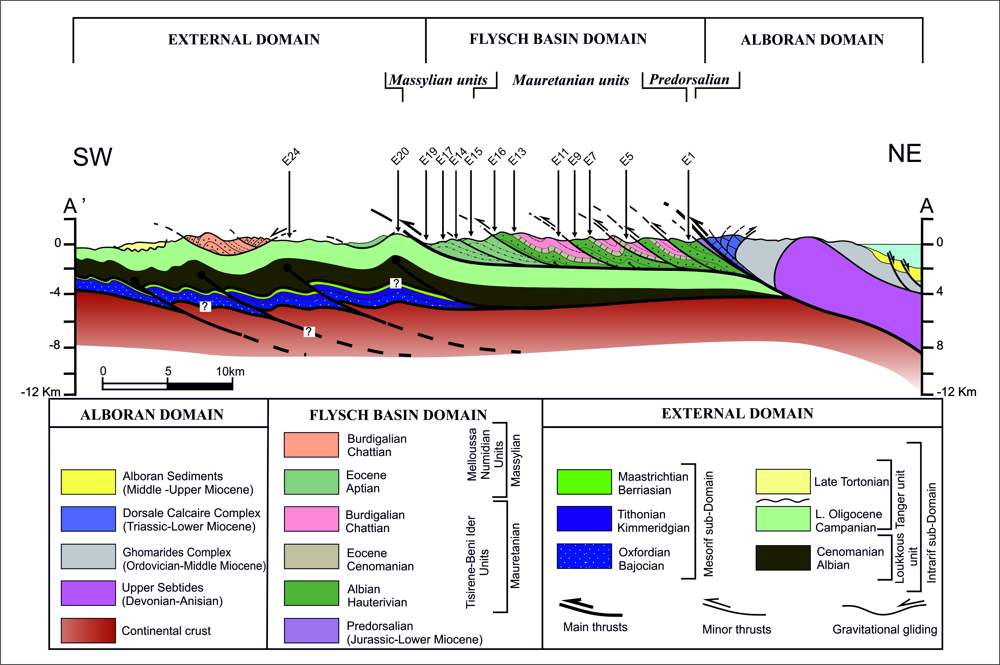 EXTERNAL DOMAIN
FLYSCH BASIN DOMAIN
ALBORAN DOMAIN
Massylian units
Mauretanian units
Predorsalian
SW
NE
E24
E20
E19
E17
E14
E15
E16
E13
E11
E9
E7
E5
E1
A ’
A
0
-4
-8
-12 Km
0
4
8
-12 Km
?
?
?
0
5
10km
ALBORAN DOMAIN
Alboran Sediments
(Middle -Upper Miocene)
Dorsale Calcaire Complex
(Triassic-Lower Miocene)
Ghomarides Complex
(Ordovician-Middle Miocene)
Upper Sebtides
(Devonian-Anisian)
Continental crust
FLYSCH BASIN DOMAIN
Burdigalian
Chattian
Eocene
Aptian
Melloussa
Numidian
Units
Massylian
Burdigalian
Chattian
Eocene
Cenomanian
Albian
Hauterivian
Tisirene-Beni Ider
Units
Mauretanian
Predorsalian
(Jurassic-Lower Miocene)
EXTERNAL DOMAIN
Maastrichtian
Berriasian
Tithonian
Kimmeridgian
Oxfordian
Bajocian
Mesorif sub-Domain
Late Tortonian
L. Oligocene
Campanian
Tanger unit
Cenomanian
Albian
Loukkous
unit
Intrarif sub-Domain
Main thrusts
Minor thrusts
Gravitational gliding